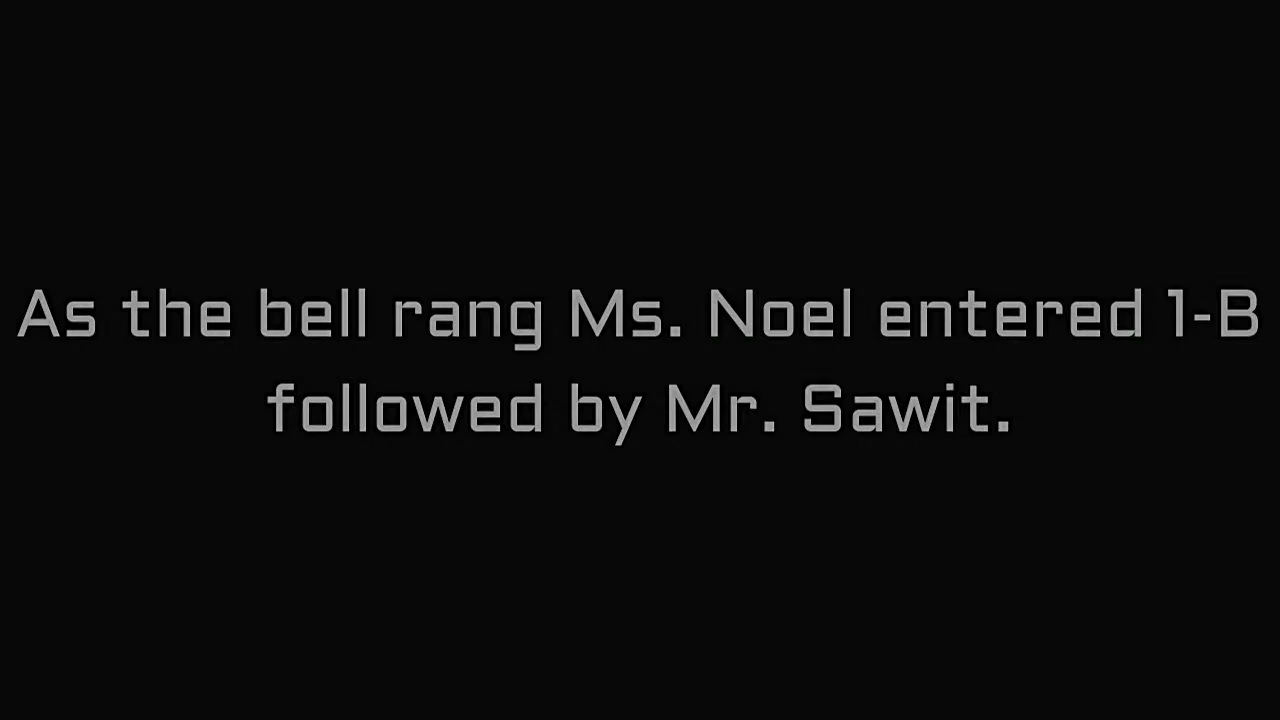 As the bell rang Ms. Noel entered 1-B
followed by Mr. Sawit.